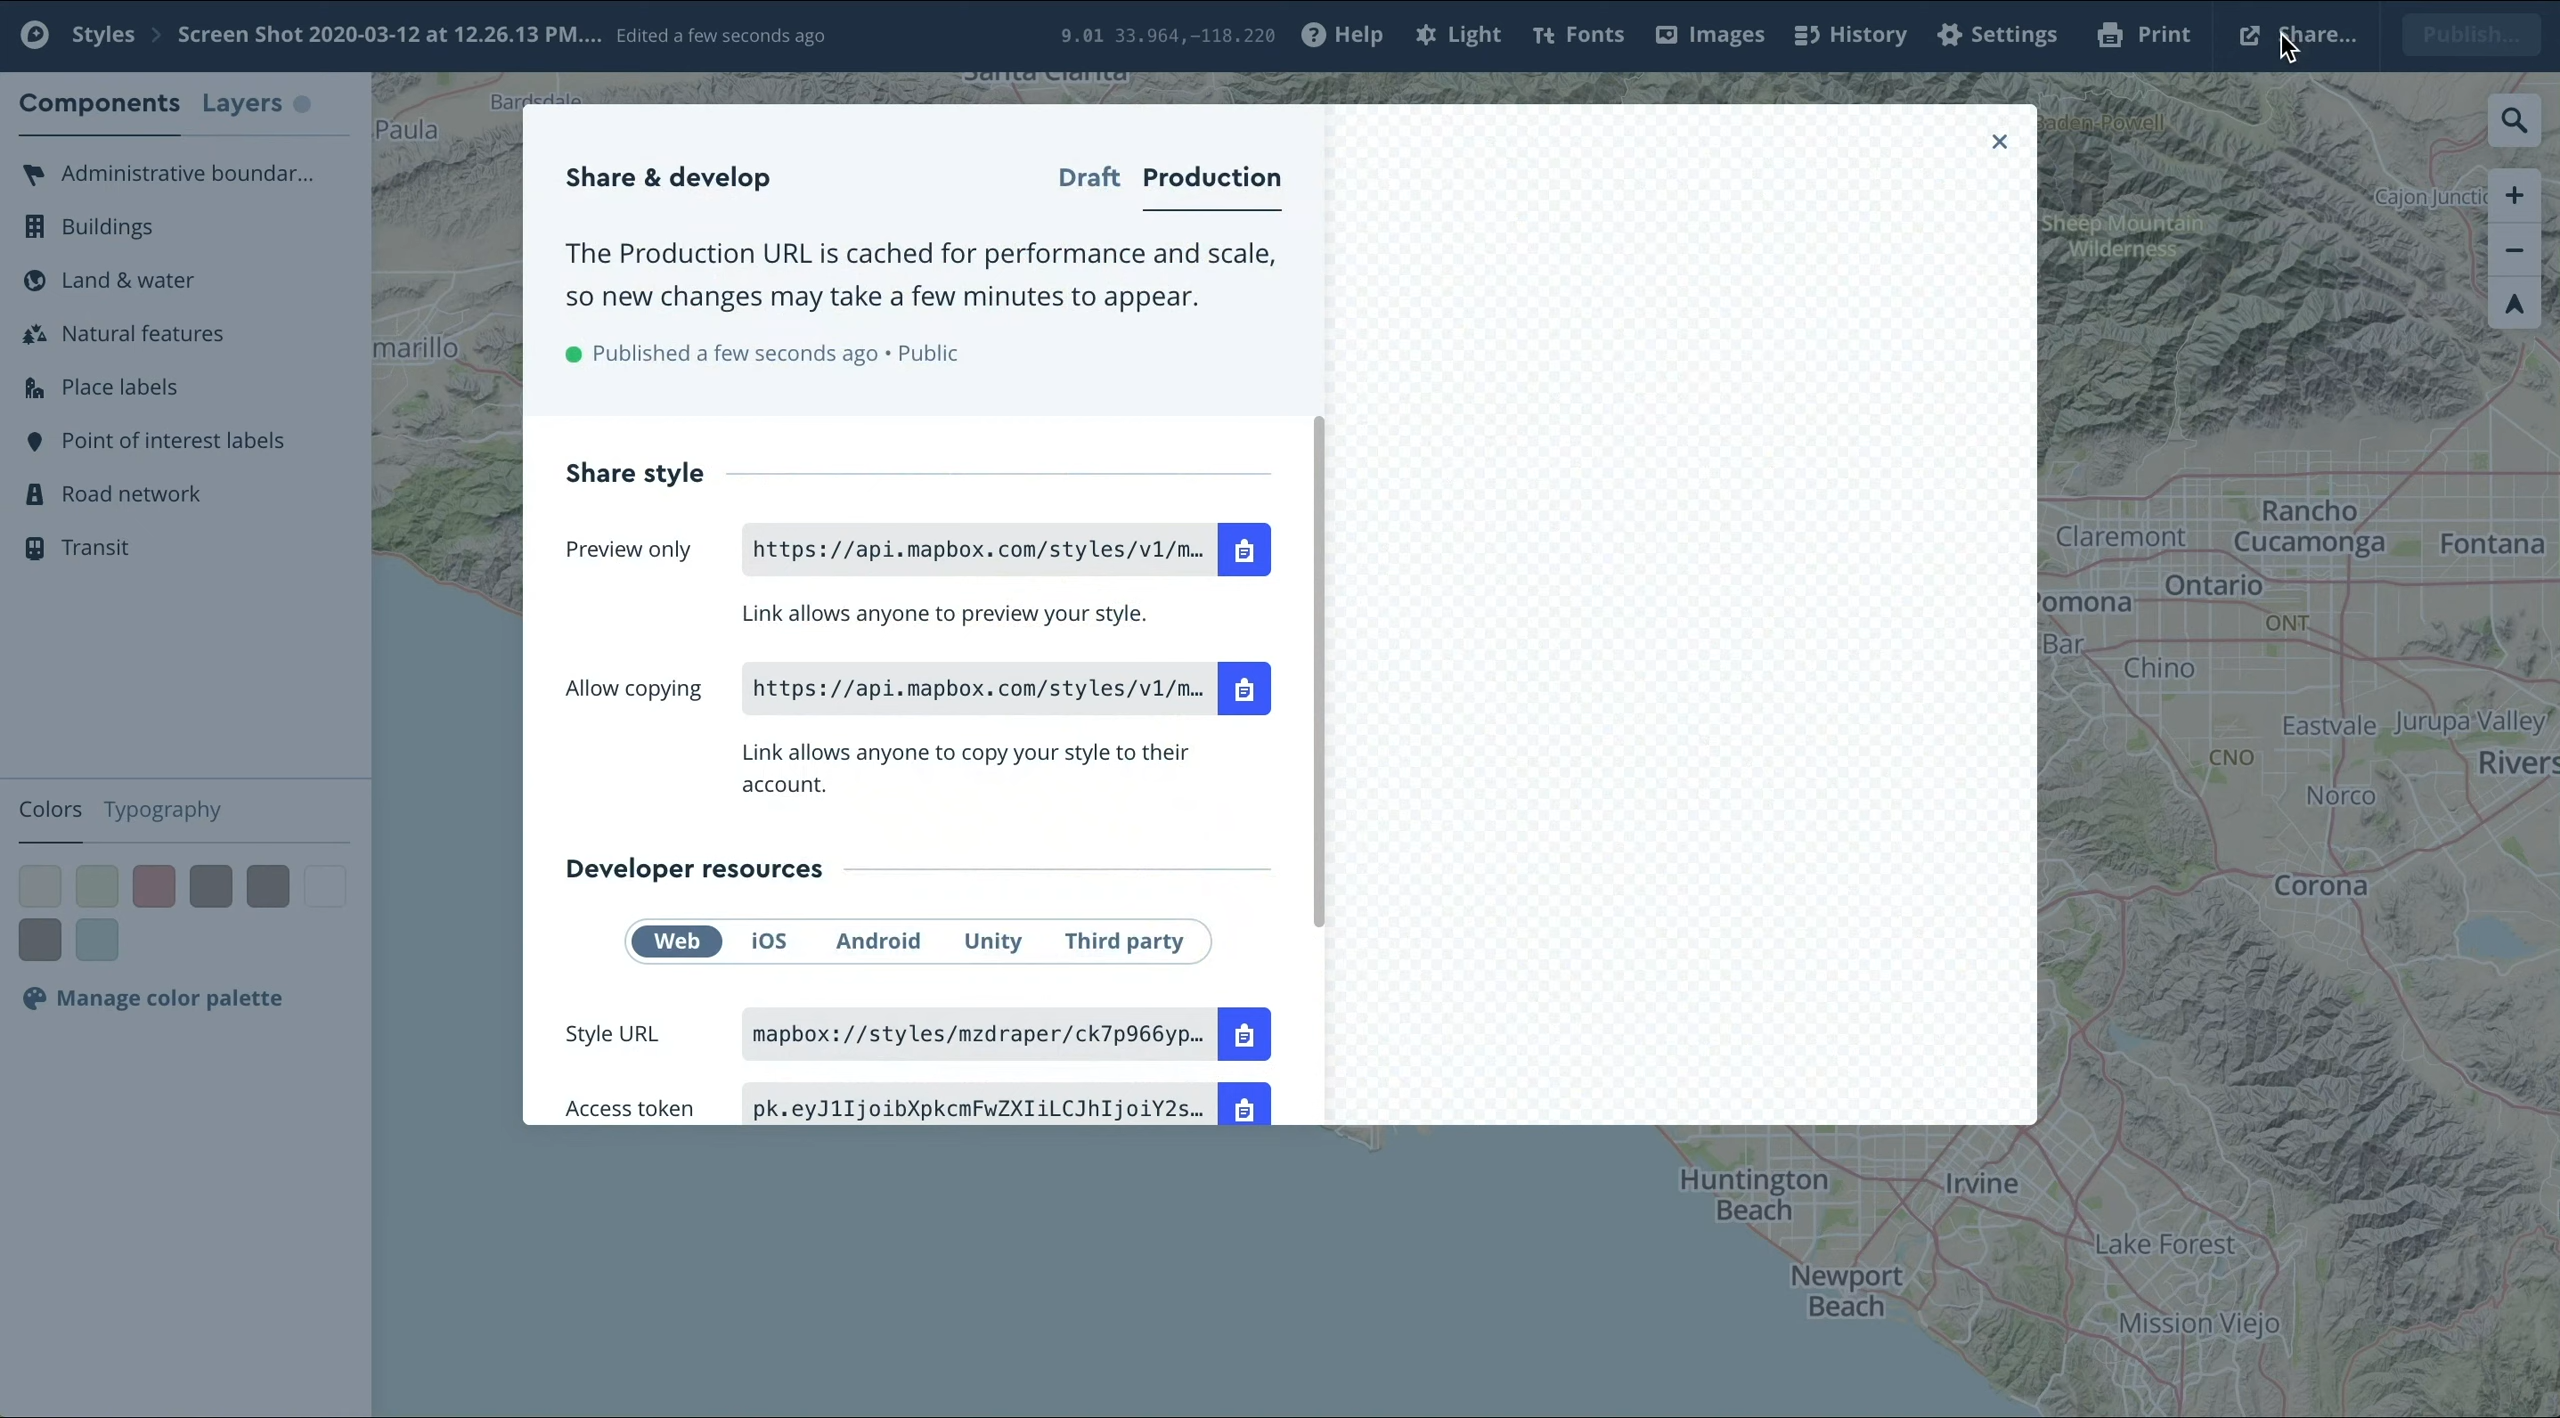 Styles > Screen Shot 2020-03-12 at 12.26.13 PM.... Edited a few seconds ago
9.01 33.964,-118.220 Help Light Fonts Images History Settings Print Share... Publish...
Components Layers
Administrative boundar...
Buildings
Land & water
Natural features
Place labels
Point of interest labels
Road network
Transit
Colors Typography
Manage color palette
Share & develop Draft Production
The Production URL is cached for performance and scale,
so new changes may take a few minutes to appear.
Published a few seconds ago • Public
Share style
Preview only https://api.mapbox.com/styles/v1/m…
Link allows anyone to preview your style.
Allow copying https://api.mapbox.com/styles/v1/m…
Link allows anyone to copy your style to their
account.
Developer resources
Web iOS Android Unity Third party
Style URL mapbox://styles/mzdraper/ck7p966yp…
Access token pk.eyJ1IjoibXpkcmFwZXIiLCJhIjoiY2s…
Santa Clarita
Bardsdale
Paula
marillo
Baden-Powell
Cajon Junctic
Sheep Mountain
Wilderness
Rancho
Cucamonga
Claremont
Fontana
Ontario
Pomona
ONT
Bar
Chino
Eastvale
Jurupa Valley
CNO
Rivers
Norco
Corona
Huntington
Beach
Irvine
Lake Forest
Newport
Beach
Mission Viejo